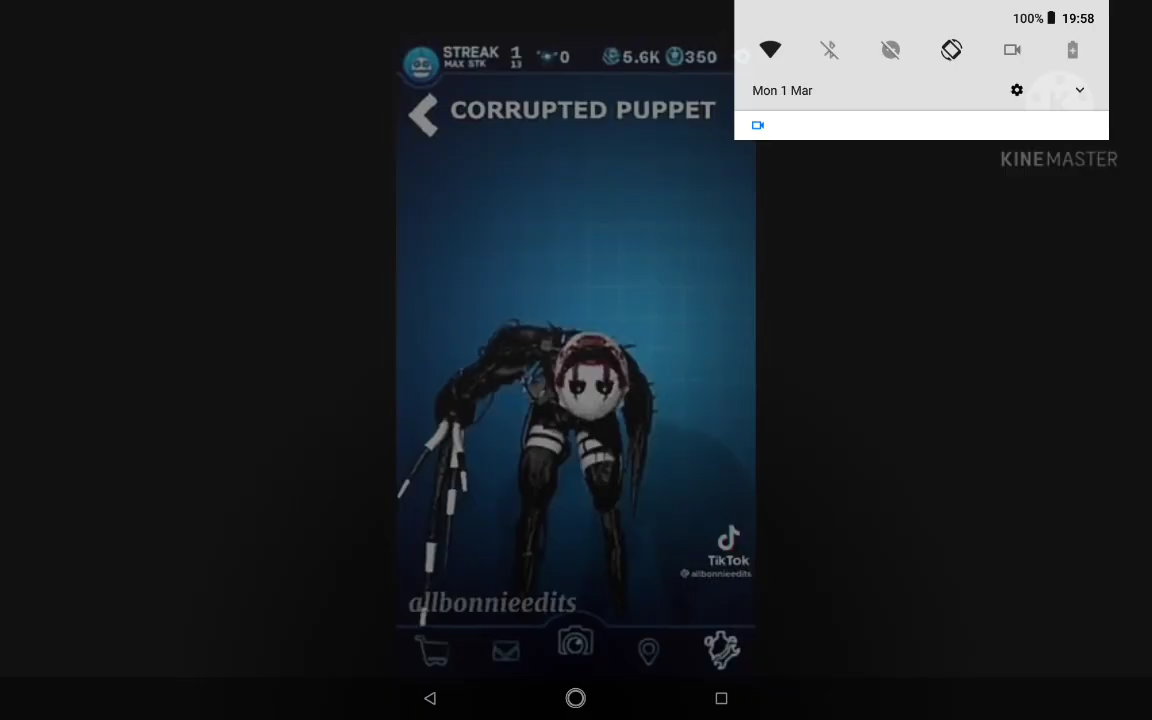 100% 19:58
Mon 1 Mar
STREAK 1 0 5.6K 350
MAX STK 13
CORRUPTED PUPPET
KINEMASTER
TikTok
@allbonnieedits
allbonnieedits